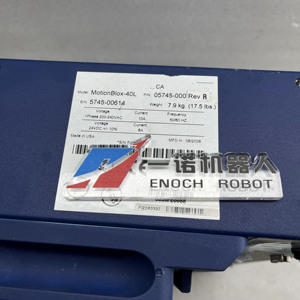 CA
Model: MotionBlox-40L P/N: 05745-000 Rev R
S/N: 5745-00614 Weight: 7.9 kg (17.5 lbs.)
Voltage Current Frequency
1Phase 200-240VAC 10A 50/60 HZ
Voltage Current
24VDC +/- 10% 6A
Made in USA
一诺机器人
ENOCH ROBOT